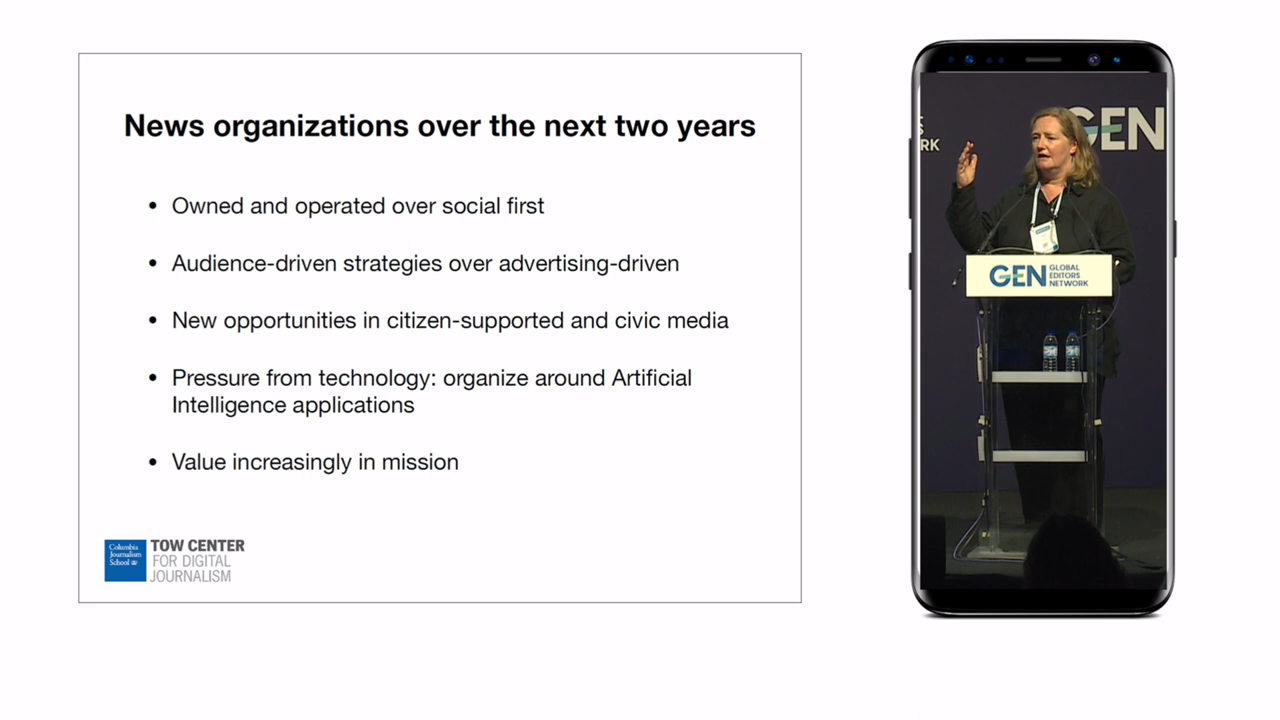 News organizations over the next two years
• Owned and operated over social first
• Audience-driven strategies over advertising-driven
• New opportunities in citizen-supported and civic media
• Pressure from technology: organize around Artificial
Intelligence applications
• Value increasingly in mission
Columbia
Journalism
School
TOW CENTER
FOR DIGITAL
JOURNALISM
GEN
RK
GEN
GLOBAL
EDITORS
NETWORK